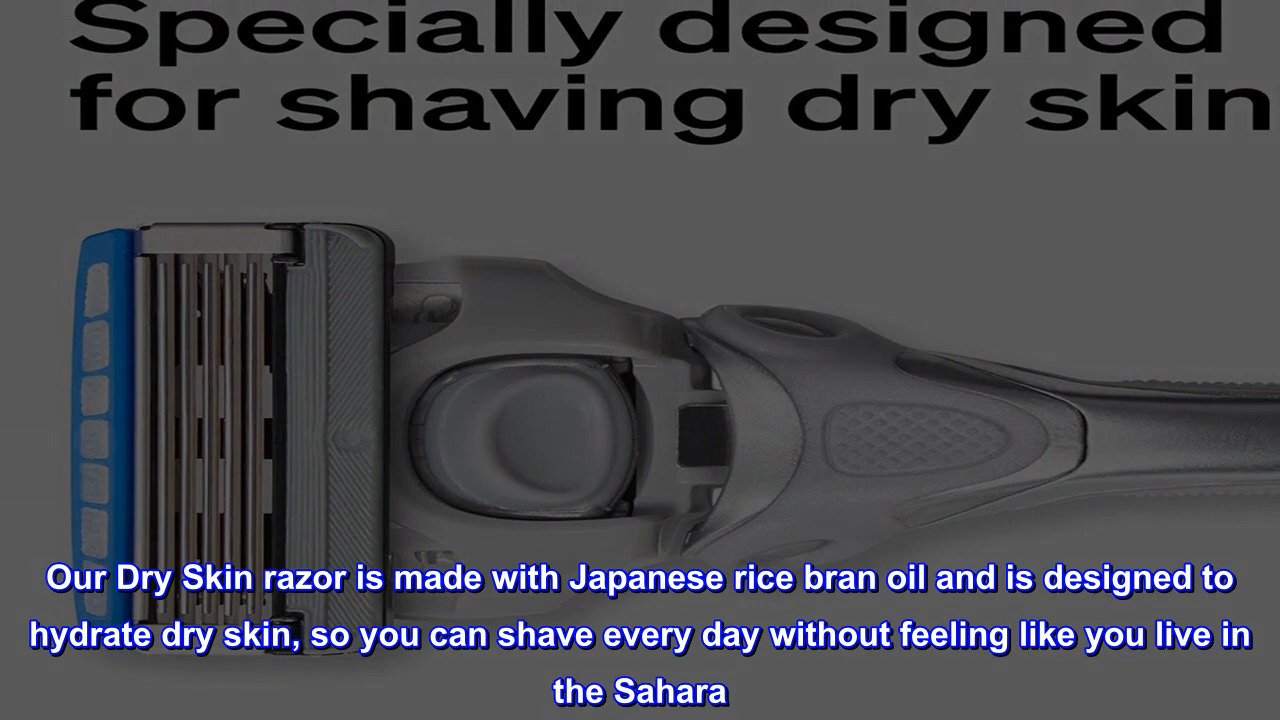 Specially designed
for shaving dry skin
Our Dry Skin razor is made with Japanese rice bran oil and is designed to
hydrate dry skin, so you can shave every day without feeling like you live in
the Sahara